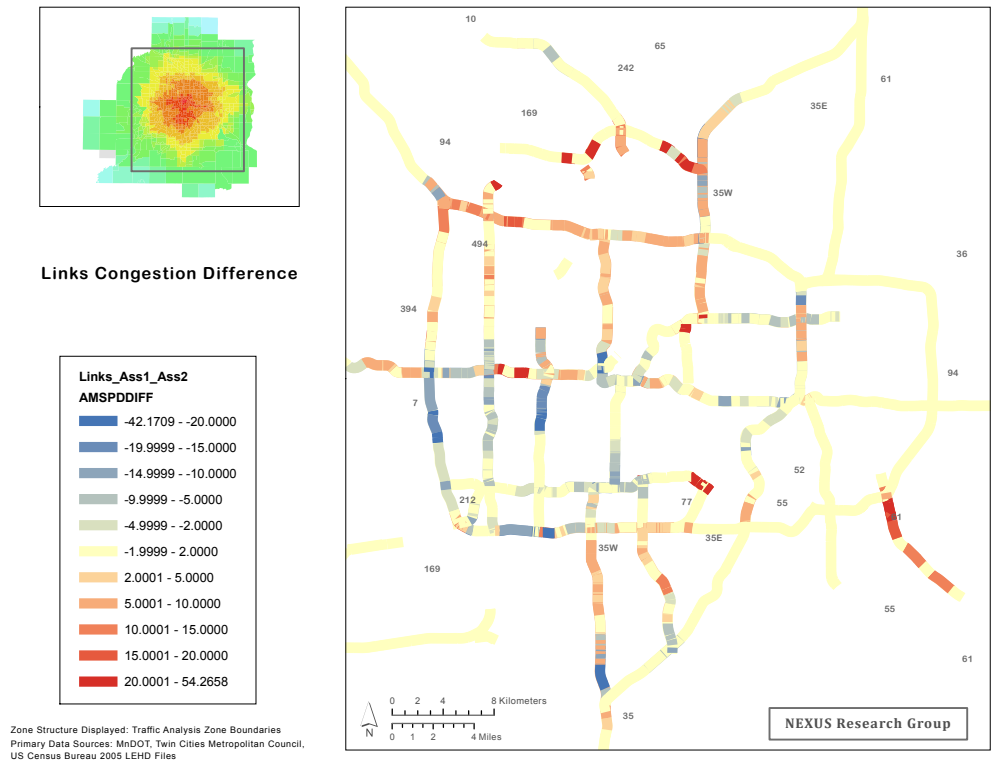 Links Congestion Difference
Links_Ass1_Ass2
AMSPDDIFF
-42.1709 - -20.0000
-19.9999 - -15.0000
-14.9999 - -10.0000
-9.9999 - -5.0000
-4.9999 - -2.0000
-1.9999 - 2.0000
2.0001 - 5.0000
5.0001 - 10.0000
10.0001 - 15.0000
15.0001 - 20.0000
20.0001 - 54.2658
Zone Structure Displayed: Traffic Analysis Zone Boundaries
Primary Data Sources: MnDOT, Twin Cities Metropolitan Council,
US Census Bureau 2005 LEHD Files
10
65
242
61
35E
169
94
35W
494
36
394
94
7
52
212
77
55
61
35W
35E
169
55
61
35
N
0 2 4 8 Kilometers
0 1 2 4 Miles
NEXUS Research Group